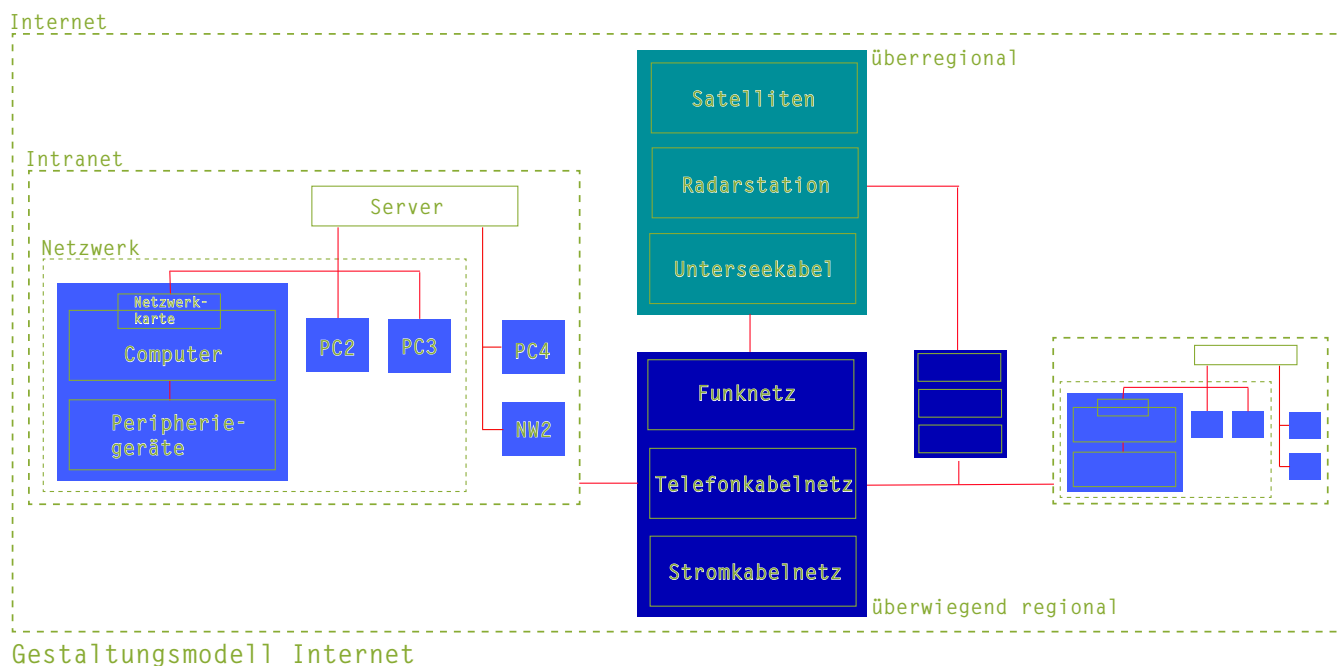 Internet
überregional
Satelliten
Intranet
Radarstation
Server
Netzwerk
Unterseekabel
Netzwerk-
karte
Computer
PC2
PC3
PC4
Funknetz
Peripherie-
geräte
NW2
Telefonkabelnetz
Stromkabelnetz
überwiegend regional
Gestaltungsmodell Internet